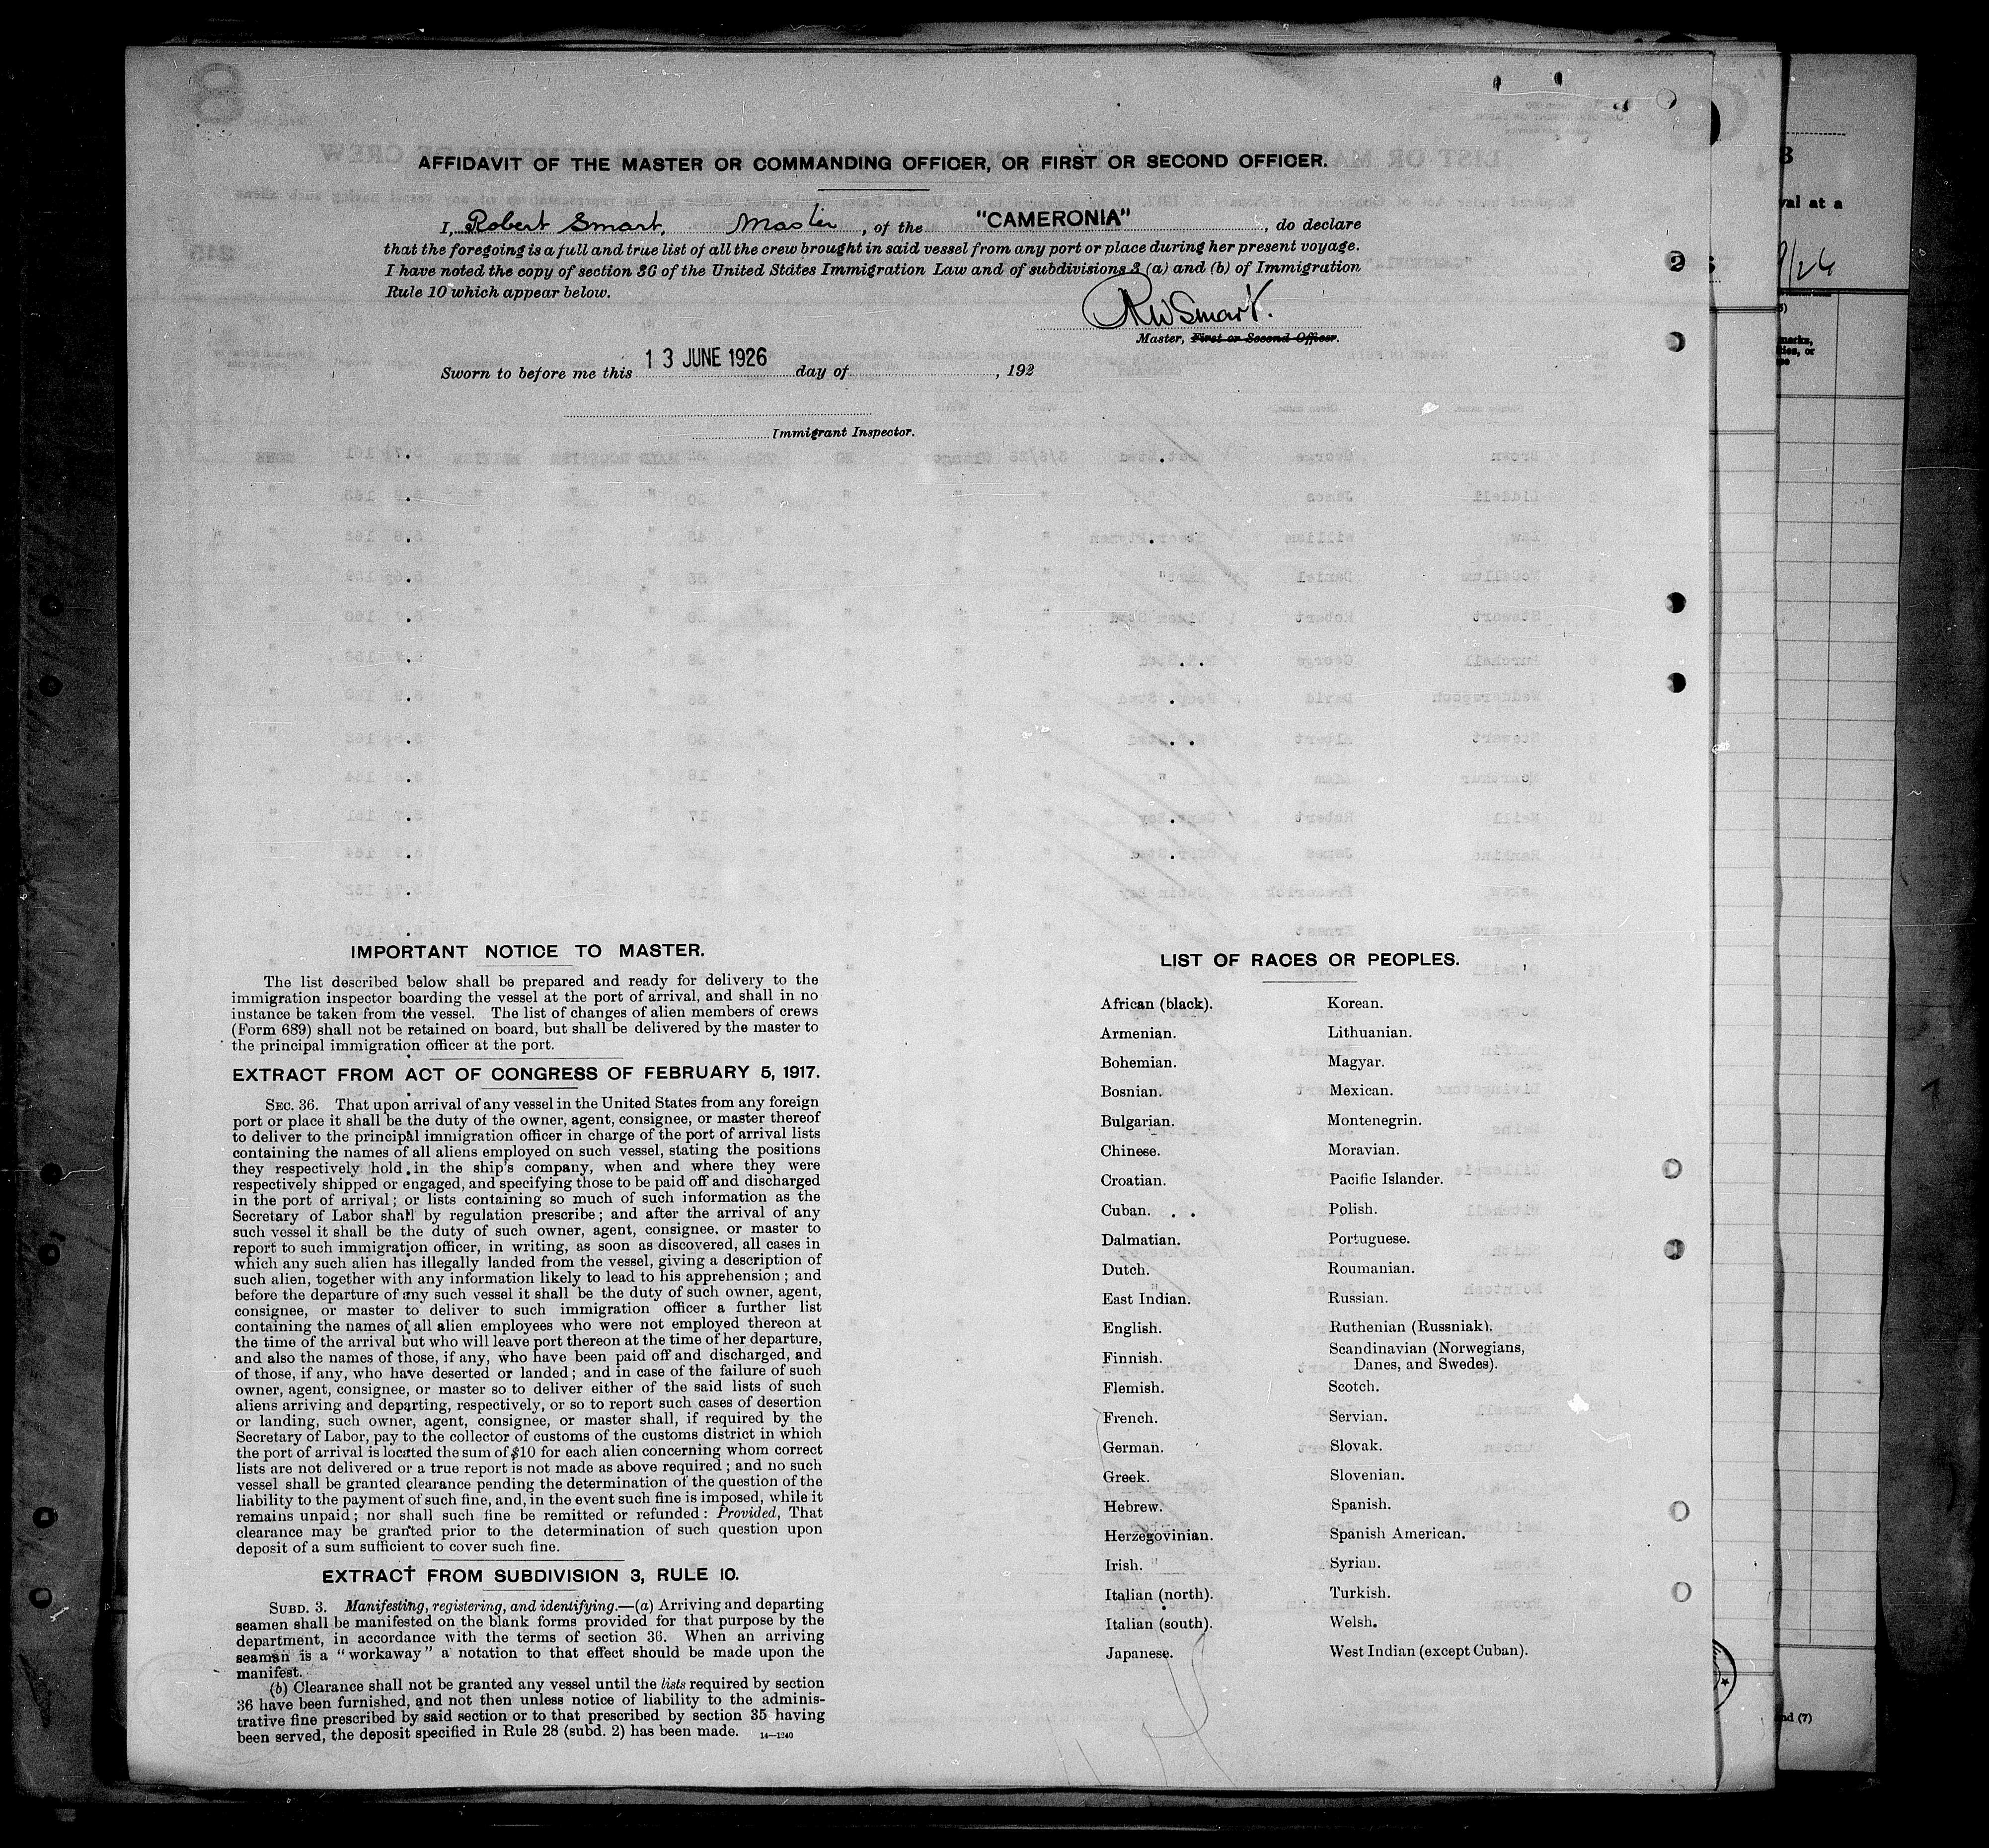 AFFIDAVIT OF THE MASTER OR COMMANDING OFFICER, OR FIRST OR SECOND OFFICER.
I, Robert Smart, Master, of the "CAMERONIA", do declare
that the foregoing is a full and true list of all the crew brought in said vessel from any port or place during her present voyage.
I have noted the copy of section 36 of the United States Immigration Law and of subdivisions 3 (a) and (b) of Immigration
Rule 10 which appear below.
RW Smart.
Master, First or Second Officer.
Sworn to before me this 13 JUNE 1926 day of , 192
Immigrant Inspector.
IMPORTANT NOTICE TO MASTER.
The list described below shall be prepared and ready for delivery to the
immigration inspector boarding the vessel at the port of arrival, and shall in no
instance be taken from the vessel. The list of changes of alien members of crews
(Form 689) shall not be retained on board, but shall be delivered by the master to
the principal immigration officer at the port.
EXTRACT FROM ACT OF CONGRESS OF FEBRUARY 5, 1917.
SEC. 36. That upon arrival of any vessel in the United States from any foreign
port or place it shall be the duty of the owner, agent, consignee, or master thereof
to deliver to the principal immigration officer in charge of the port of arrival lists
containing the names of all aliens employed on such vessel, stating the positions
they respectively hold in the ship's company, when and where they were
respectively shipped or engaged, and specifying those to be paid off and discharged
in the port of arrival; or lists containing so much of such information as the
Secretary of Labor shall by regulation prescribe; and after the arrival of any
such vessel it shall be the duty of such owner, agent, consignee, or master to
report to such immigration officer, in writing, as soon as discovered, all cases in
which any such alien has illegally landed from the vessel, giving a description of
such alien, together with any information likely to lead to his apprehension; and
before the departure of any such vessel it shall be the duty of such owner, agent,
consignee, or master to deliver to such immigration officer a further list
containing the names of all alien employees who were not employed thereon at
the time of the arrival but who will leave port thereon at the time of her departure,
and also the names of those, if any, who have been paid off and discharged, and
of those, if any, who have deserted or landed; and in case of the failure of such
owner, agent, consignee, or master so to deliver either of the said lists of such
aliens arriving and departing, respectively, or so to report such cases of desertion
or landing, such owner, agent, consignee, or master shall, if required by the
Secretary of Labor, pay to the collector of customs of the customs district in which
the port of arrival is located the sum of $10 for each alien concerning whom correct
lists are not delivered or a true report is not made as above required; and no such
vessel shall be granted clearance pending the determination of the question of the
liability to the payment of such fine, and, in the event such fine is imposed, while it
remains unpaid; nor shall such fine be remitted or refunded: Provided, That
clearance may be granted prior to the determination of such question upon
deposit of a sum sufficient to cover such fine.
EXTRACT FROM SUBDIVISION 3, RULE 10.
SUBD. 3. Manifesting, registering, and identifying.—(a) Arriving and departing
seamen shall be manifested on the blank forms provided for that purpose by the
department, in accordance with the terms of section 36. When an arriving
seaman is a "workaway" a notation to that effect should be made upon the
manifest.
(b) Clearance shall not be granted any vessel until the lists required by section
36 have been furnished, and not then unless notice of liability to the adminis-
trative fine prescribed by said section or to that prescribed by section 35 having
been served, the deposit specified in Rule 28 (subd. 2) has been made. 14—1240
LIST OF RACES OR PEOPLES.
African (black).
Armenian.
Bohemian.
Bosnian.
Bulgarian.
Chinese.
Croatian.
Cuban.
Dalmatian.
Dutch.
East Indian.
English.
Finnish.
Flemish.
French.
German.
Greek.
Hebrew.
Herzegovinian.
Irish.
Italian (north).
Italian (south).
Japanese.
Korean.
Lithuanian.
Magyar.
Mexican.
Montenegrin.
Moravian.
Pacific Islander.
Polish.
Portuguese.
Roumanian.
Russian.
Ruthenian (Russniak).
Scandinavian (Norwegians,
Danes, and Swedes).
Scotch.
Servian.
Slovak.
Slovenian.
Spanish.
Spanish American.
Syrian.
Turkish.
Welsh.
West Indian (except Cuban).